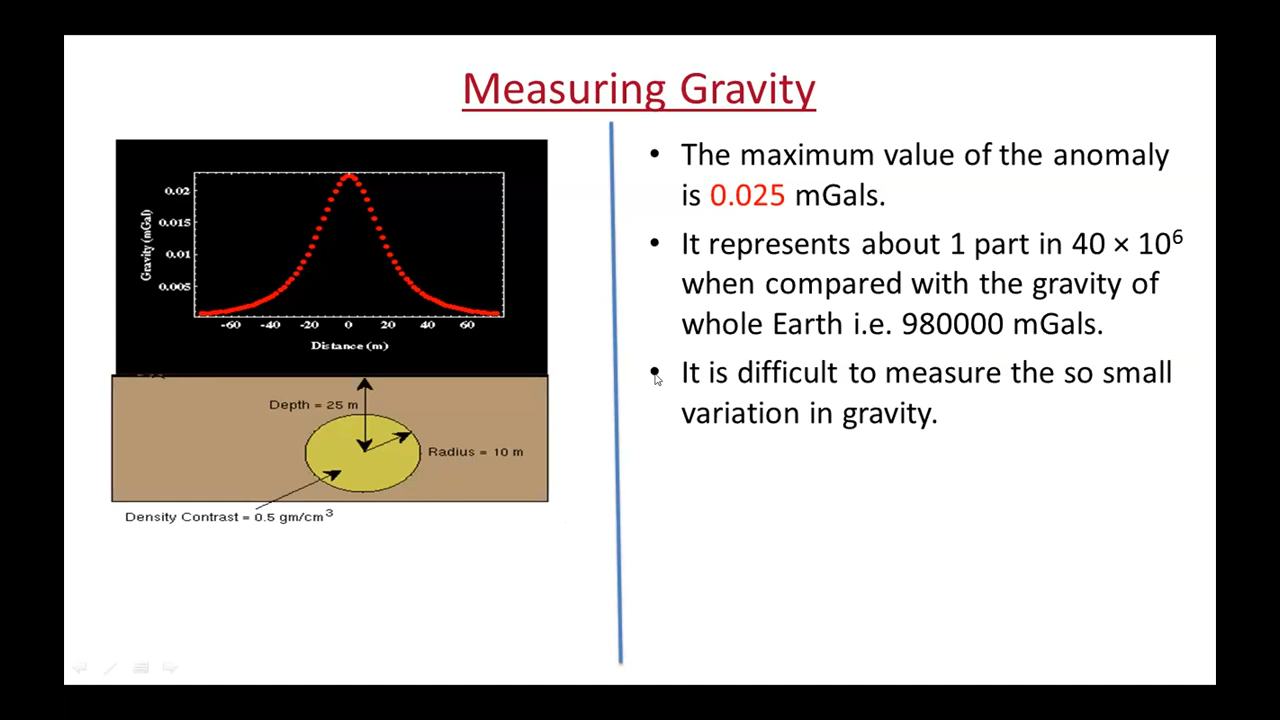 Measuring Gravity
0.02
0.015
0.01
0.005
Gravity (mGal)
-60 -40 -20 0 20 40 60
Distance (m)
Depth = 25 m
Radius = 10 m
Density Contrast = 0.5 gm/cm³
• The maximum value of the anomaly
is 0.025 mGals.
• It represents about 1 part in 40 × 10⁶
when compared with the gravity of
whole Earth i.e. 980000 mGals.
• It is difficult to measure the so small
variation in gravity.